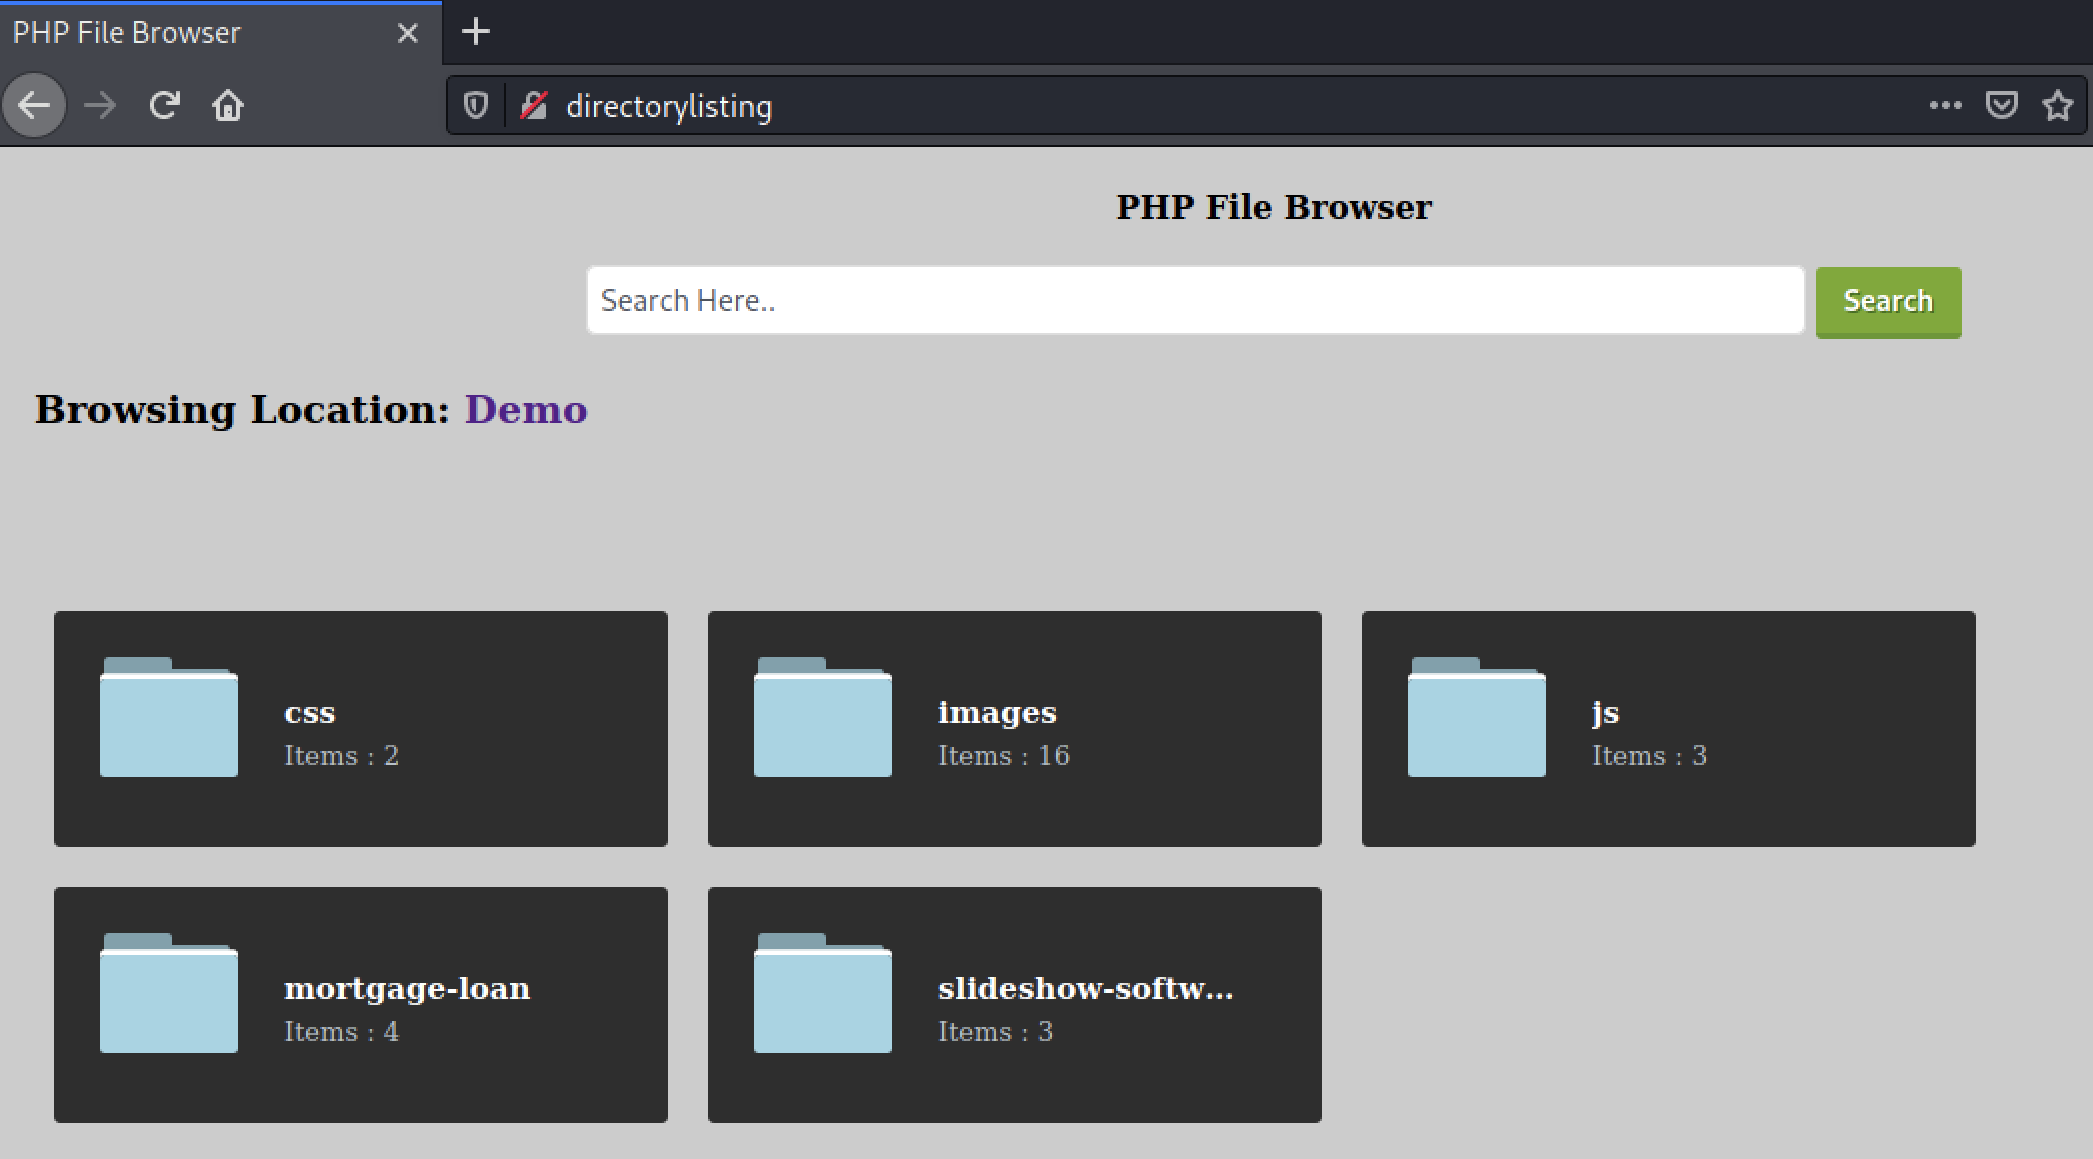 PHP File Browser
directorylisting
PHP File Browser
Search Here..
Search
Browsing Location: Demo
css
Items : 2
images
Items : 16
js
Items : 3
mortgage-loan
Items : 4
slideshow-softw...
Items : 3